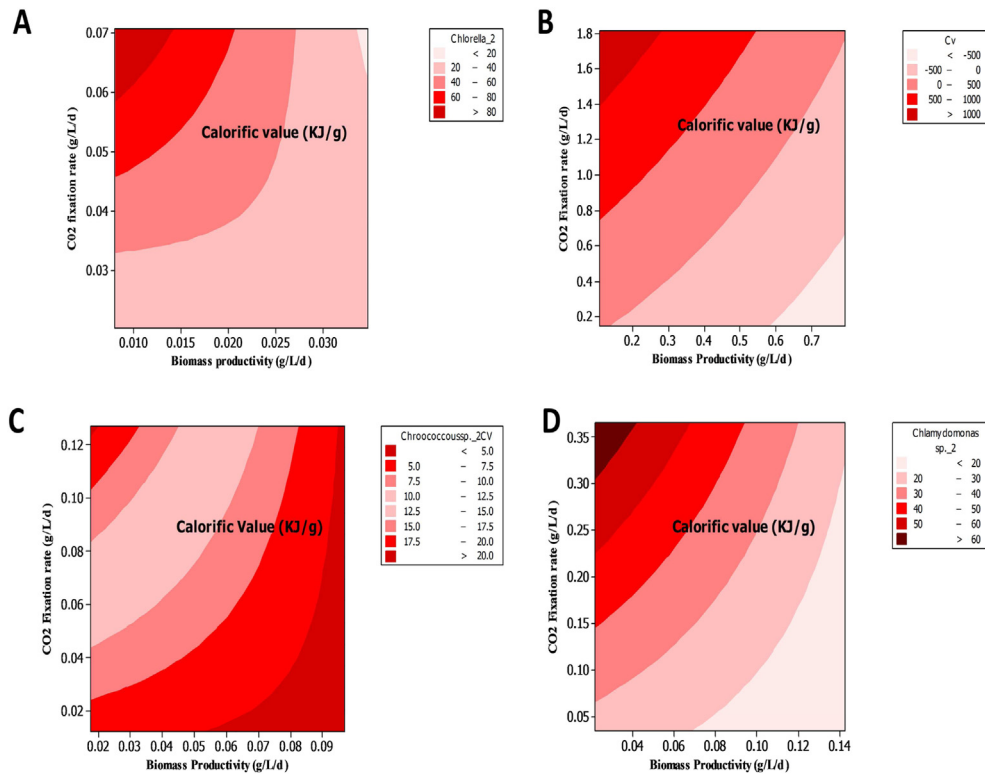 A
Chlorella_2
< 20
20 – 40
40 – 60
60 – 80
> 80
C02 fixation rate (g/L/d)
0.07
0.06
0.05
0.04
0.03
Calorific value (KJ/g)
0.010 0.015 0.020 0.025 0.030
Biomass productivity (g/L/d)
B
Cv
< -500
-500 – 0
0 – 500
500 – 1000
> 1000
CO2 Fixation rate (g/L/d)
1.8
1.6
1.4
1.2
1.0
0.8
0.6
0.4
0.2
Calorific value (KJ/g)
0.2 0.3 0.4 0.5 0.6 0.7
Biomass Productivity (g/L/d)
C
Chroococcoussp._2CV
< 5.0
5.0 – 7.5
7.5 – 10.0
10.0 – 12.5
12.5 – 15.0
15.0 – 17.5
17.5 – 20.0
> 20.0
CO2 Fixation rate (g/L/d)
0.12
0.10
0.08
0.06
0.04
0.02
Calorific Value (KJ/g)
0.02 0.03 0.04 0.05 0.06 0.07 0.08 0.09
Biomass Productivity (g/L/d)
D
Chlamydomonas
sp._2
< 20
20 – 30
30 – 40
40 – 50
50 – 60
> 60
CO2 Fixation rate (g/L/d)
0.35
0.30
0.25
0.20
0.15
0.10
0.05
Calorific value (KJ/g)
0.04 0.06 0.08 0.10 0.12 0.14
Biomass Productivity (g/L/d)